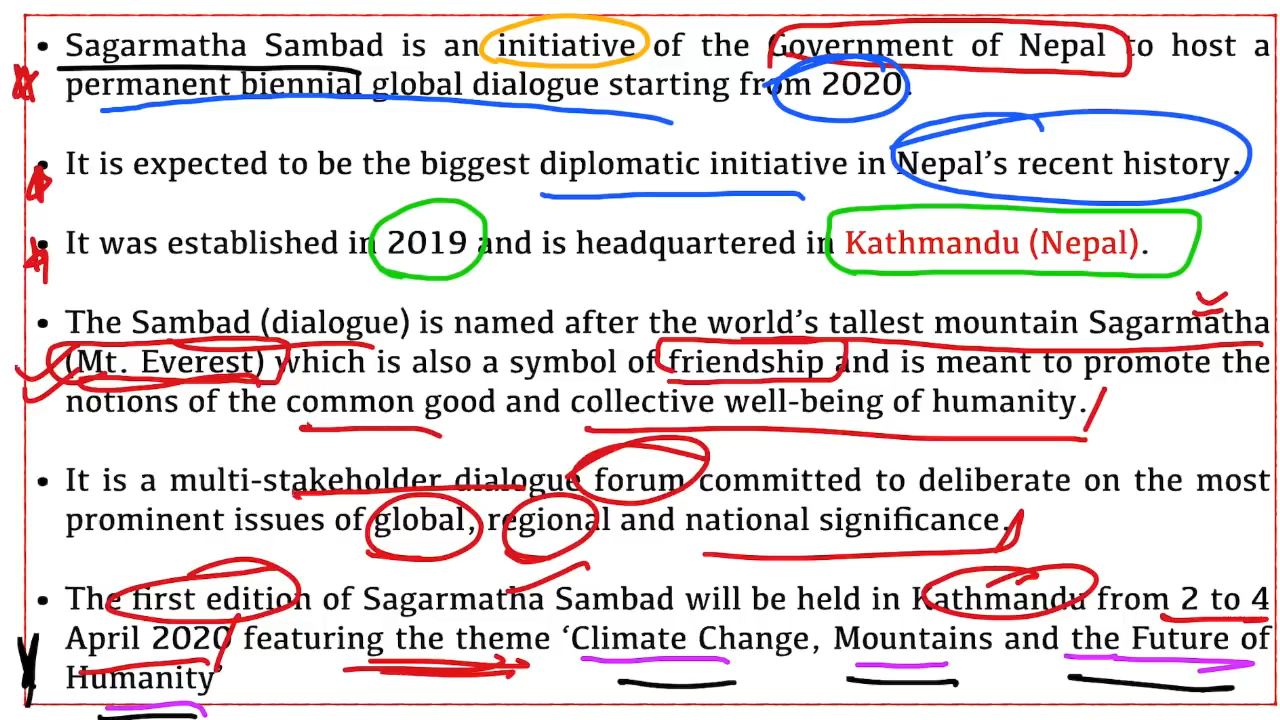 • Sagarmatha Sambad is an initiative of the Government of Nepal to host a
permanent biennial global dialogue starting from 2020.
• It is expected to be the biggest diplomatic initiative in Nepal's recent history.
• It was established in 2019 and is headquartered in Kathmandu (Nepal).
• The Sambad (dialogue) is named after the world's tallest mountain Sagarmatha
(Mt. Everest) which is also a symbol of friendship and is meant to promote the
notions of the common good and collective well-being of humanity.
• It is a multi-stakeholder dialogue forum committed to deliberate on the most
prominent issues of global, regional and national significance.
• The first edition of Sagarmatha Sambad will be held in Kathmandu from 2 to 4
April 2020 featuring the theme ‘Climate Change, Mountains and the Future of
Humanity’